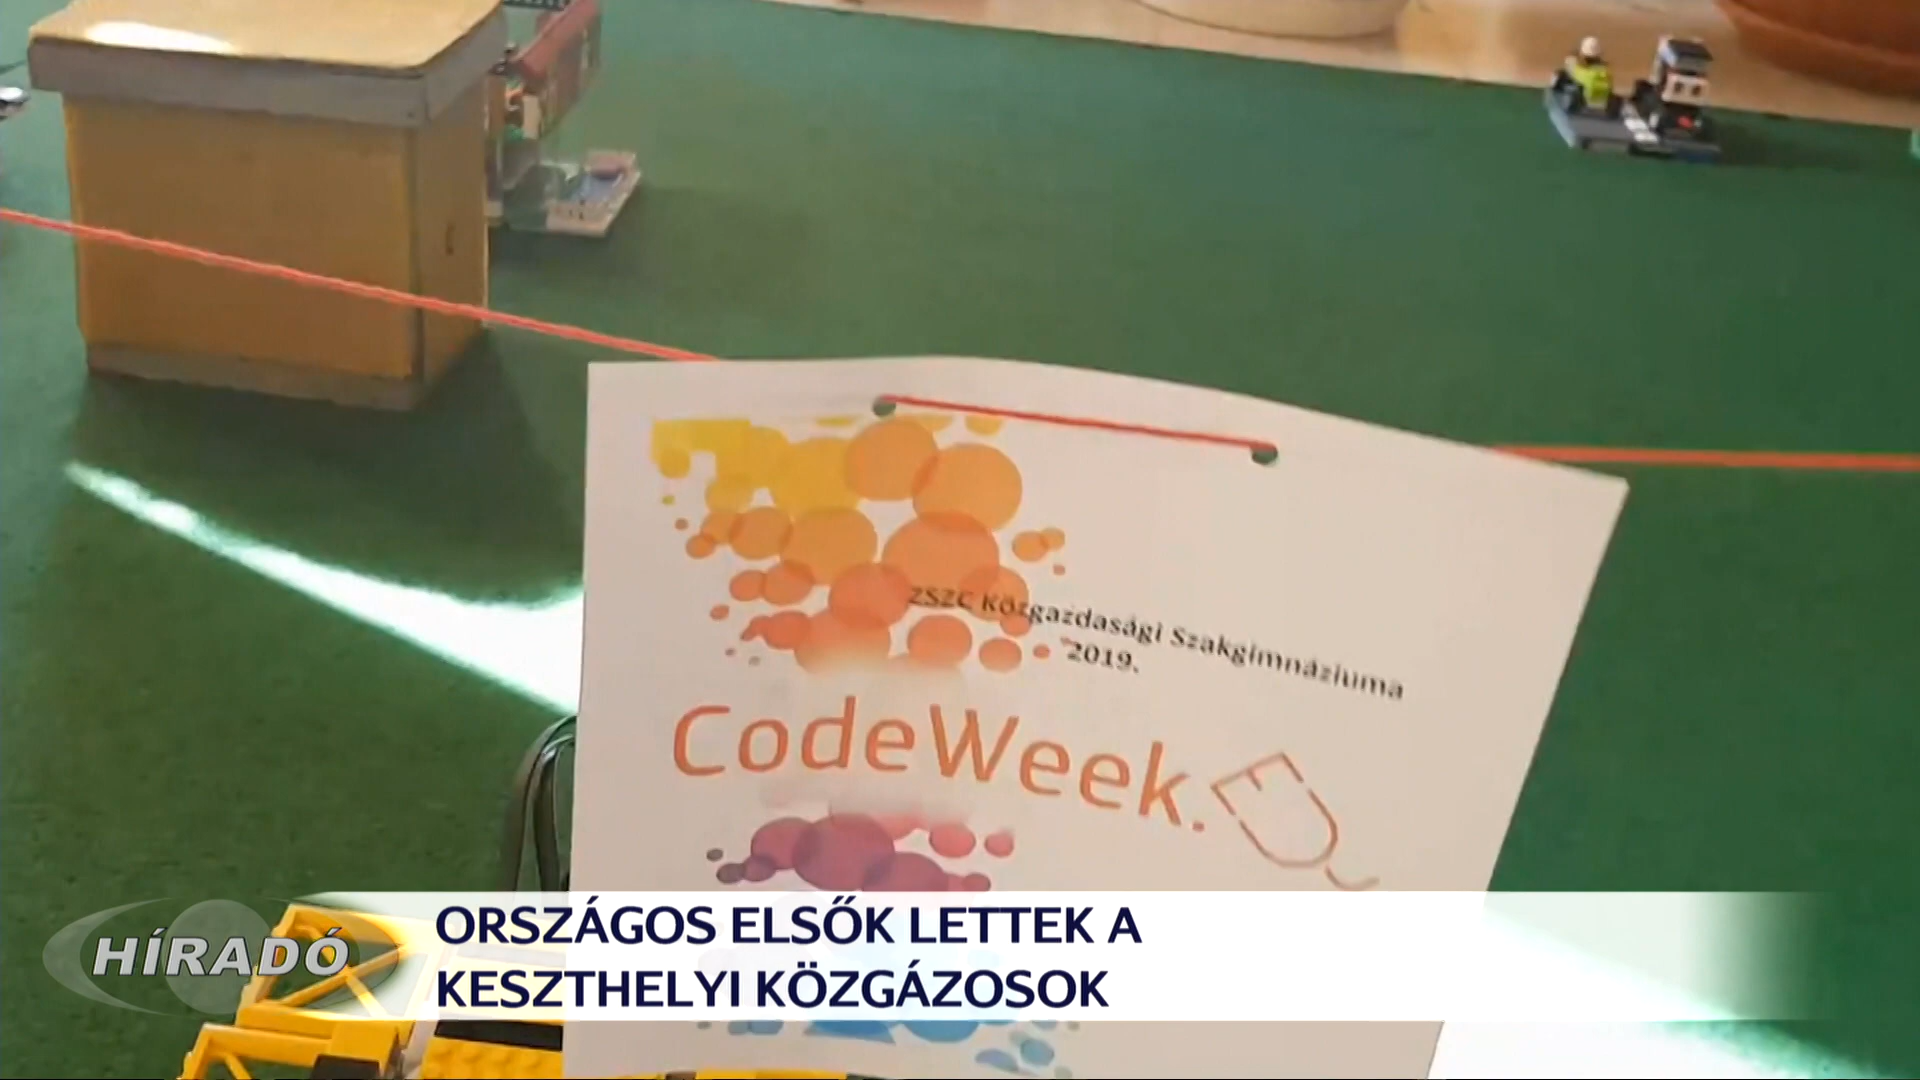 ZSZC Közgazdasági Szakgimnáziuma
2019.
CodeWeek.
HÍRADÓ
ORSZÁGOS ELSŐK LETTEK A
KESZTHELYI KÖZGÁZOSOK